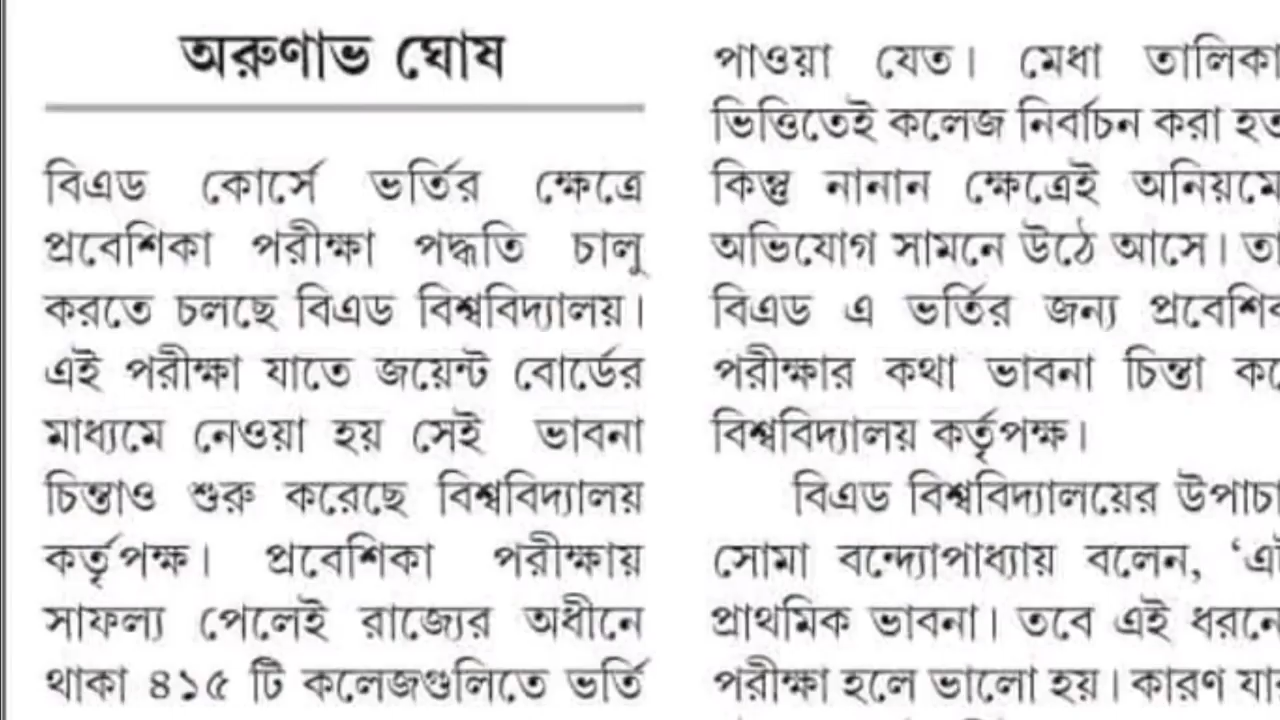 অরুণাভ ঘোষ
বিএড কোর্সে ভর্তির ক্ষেত্রে
প্রবেশিকা পরীক্ষা পদ্ধতি চালু
করতে চলছে বিএড বিশ্ববিদ্যালয়।
এই পরীক্ষা যাতে জয়েন্ট বোর্ডের
মাধ্যমে নেওয়া হয় সেই ভাবনা
চিন্তাও শুরু করেছে বিশ্ববিদ্যালয়
কর্তৃপক্ষ। প্রবেশিকা পরীক্ষায়
সাফল্য পেলেই রাজ্যের অধীনে
থাকা ৪১৫ টি কলেজগুলিতে ভর্তি
পাওয়া যেত। মেধা তালিকা
ভিত্তিতেই কলেজ নির্বাচন করা
কিন্তু নানান ক্ষেত্রেই
অভিযোগ সামনে উঠে আসে।
বিএড এ ভর্তির জন্য
পরীক্ষার কথা ভাবনা চিন্তা
বিশ্ববিদ্যালয় কর্তৃপক্ষ।
বিএড বিশ্ববিদ্যালয়ের
সোমা বন্দ্যোপাধ্যায় বলেন,
প্রাথমিক ভাবনা। তবে এই
পরীক্ষা হলে ভালো হয়। কারণ